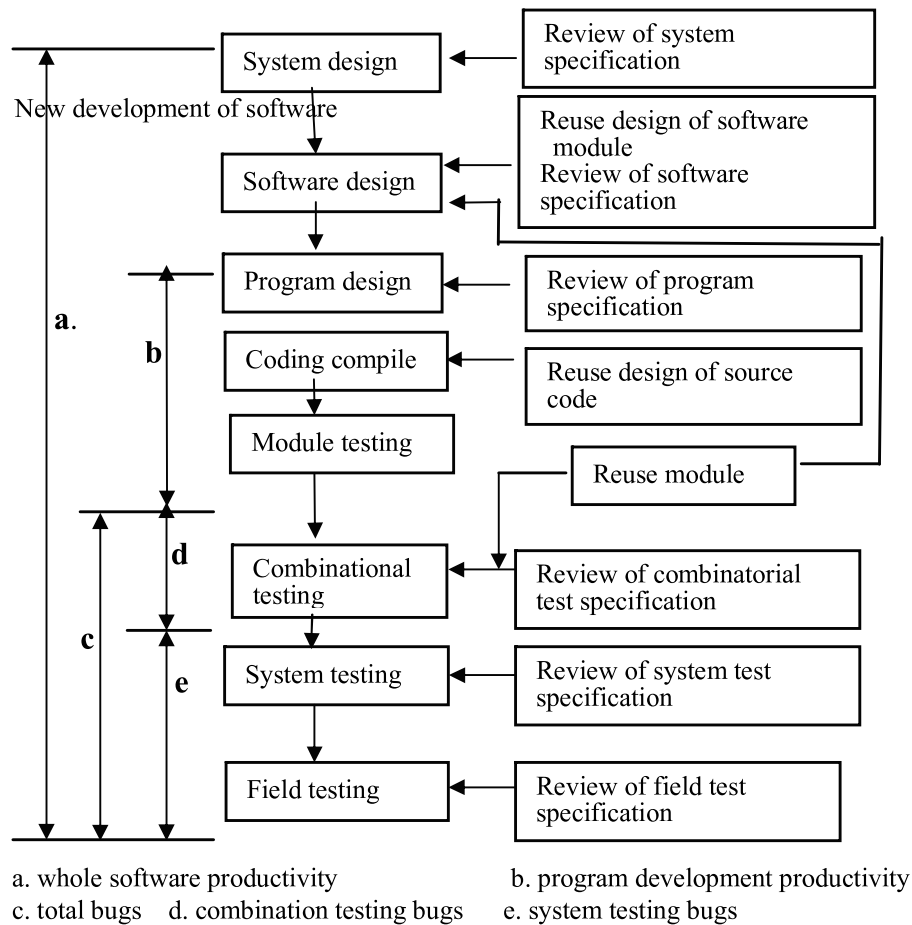 System design
Review of system
specification
New development of software
Reuse design of software
module
Review of software
specification
Software design
Program design
Review of program
specification
a.
b
Coding compile
Reuse design of source
code
Module testing
Reuse module
d
Combinational
testing
Review of combinatorial
test specification
c
e
System testing
Review of system test
specification
Field testing
Review of field test
specification
a. whole software productivity
b. program development productivity
c. total bugs d. combination testing bugs e. system testing bugs